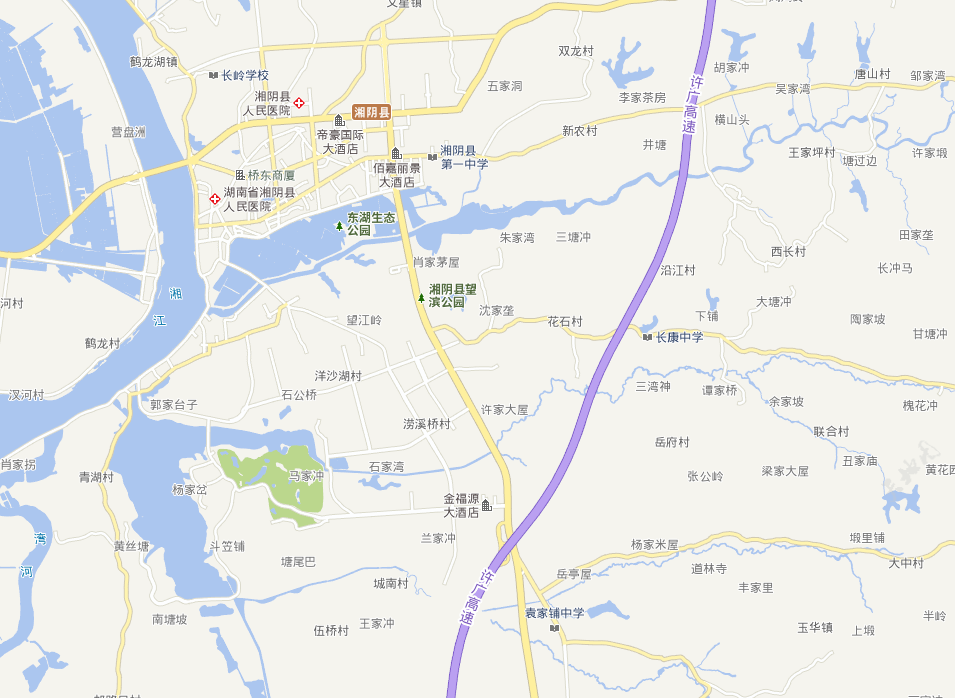 文星镇
双龙村
鹤龙湖镇
长岭学校
胡家冲
唐山村
邹家湾
五家洞
吴家湾
湘阴县
人民医院
湘阴县
李家茶房
许广高速
横山头
营盘洲
帝豪国际
大酒店
新农村
井塘
湘阴县
第一中学
王家坪村
塘过边
许家塅
佰嘉丽景
大酒店
桥东商厦
湖南省湘阴县
人民医院
东湖生态
公园
朱家湾
三塘冲
田家垄
西长村
肖家茅屋
沿江村
长冲马
湘
江
湘阴县望
滨公园
河村
沈家垄
望江岭
花石村
下铺
大塘冲
陶家坡
甘塘冲
鹤龙村
长康中学
洋沙湖村
三湾神
谭家桥
汊河村
石公桥
郭家台子
许家大屋
余家坡
槐花冲
涝溪桥村
联合村
岳府村
肖家拐
石家湾
丑家庙
青湖村
马家冲
张公岭
梁家大屋
黄花园
杨家岔
金福源
大酒店
湾
河
黄丝塘
斗笠铺
兰家冲
杨家米屋
塅里铺
塘尾巴
大中村
道林寺
岳亭屋
许广高速
城南村
丰家里
南塘坡
袁家铺中学
半岭
伍桥村
王家冲
玉华镇
上塅